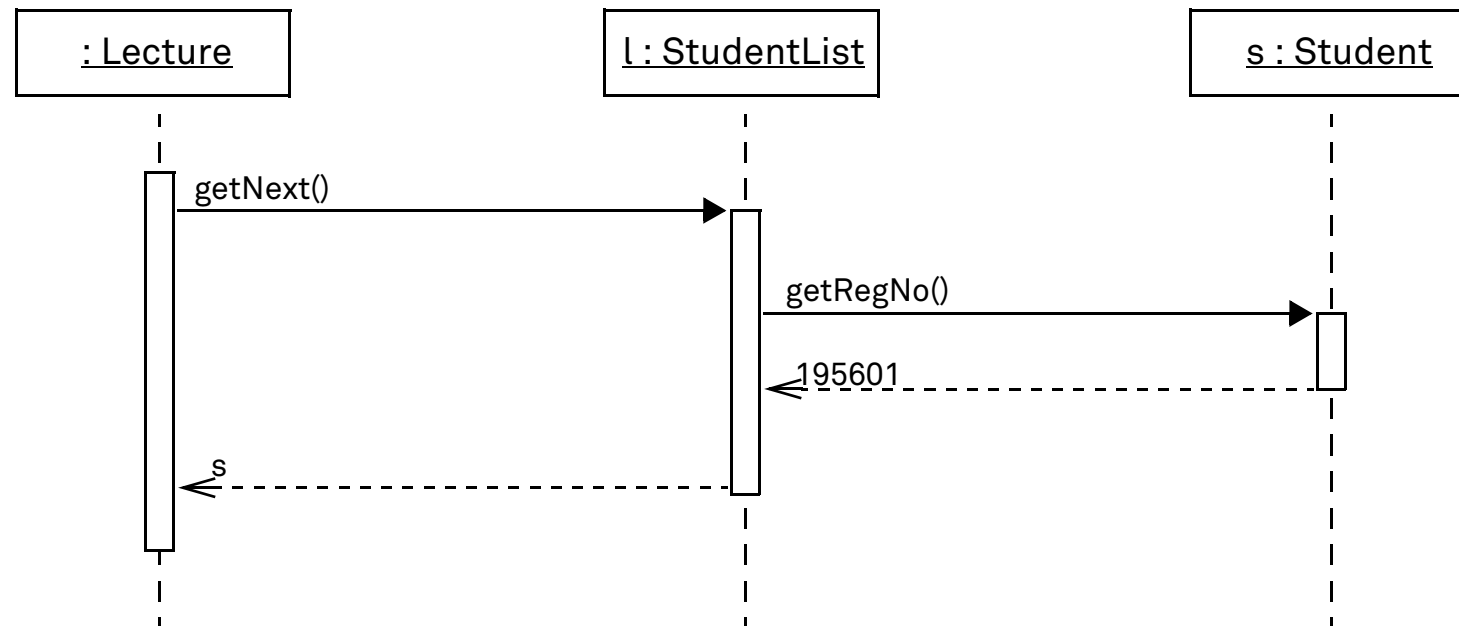 : Lecture
l : StudentList
s : Student
getNext()
getRegNo()
195601
s